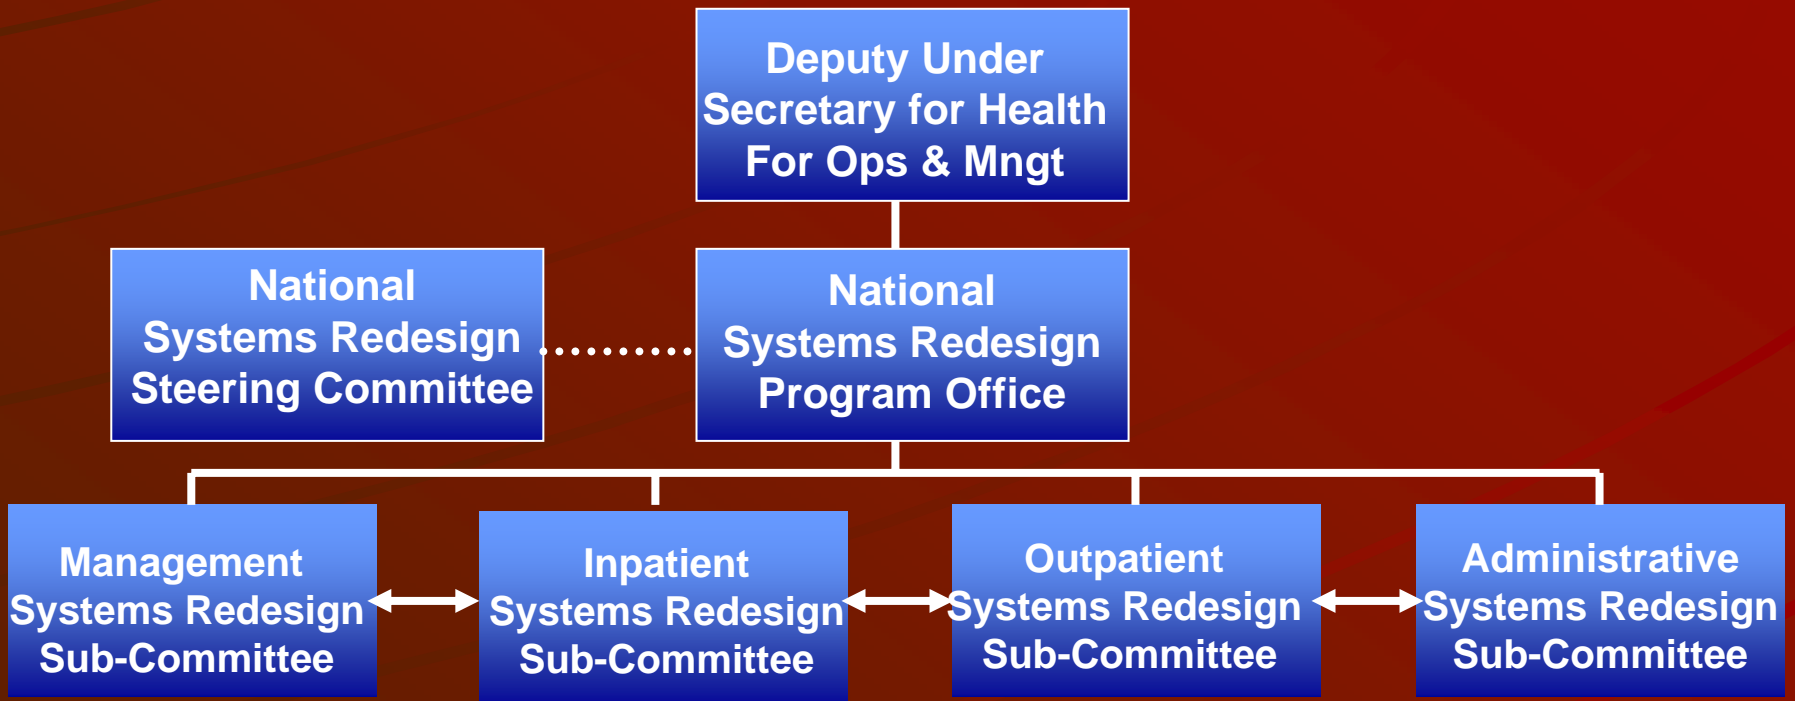 Deputy Under
Secretary for Health
For Ops & Mngt
National
Systems Redesign
Steering Committee
National
Systems Redesign
Program Office
Management
Systems Redesign
Sub-Committee
Inpatient
Systems Redesign
Sub-Committee
Outpatient
Systems Redesign
Sub-Committee
Administrative
Systems Redesign
Sub-Committee